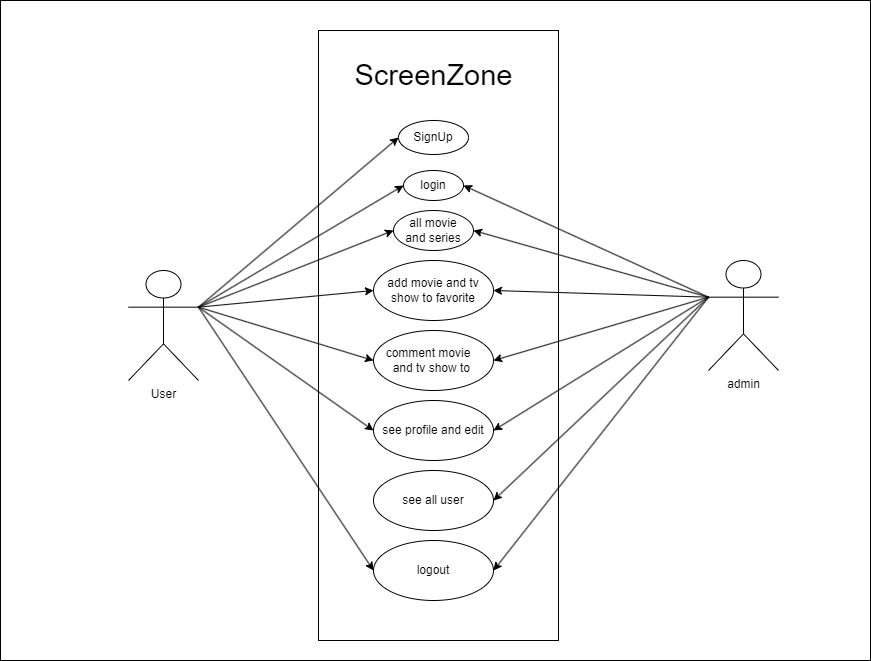 ScreenZone
SignUp
login
all movie
and series
add movie and tv
show to favorite
comment movie
and tv show to
see profile and edit
see all user
logout
User
admin